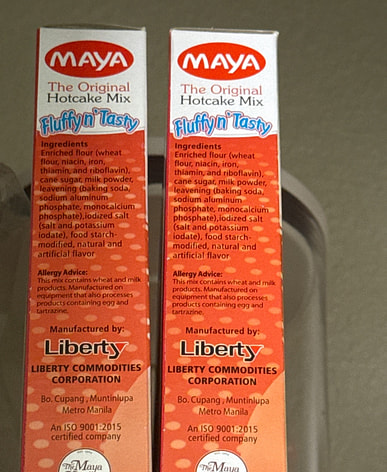 MAYA
The Original
Hotcake Mix
Fluffy n' Tasty
Ingredients
Enriched flour (wheat
flour, niacin, iron,
thiamin, and riboflavin),
cane sugar, milk powder,
leavening (baking soda,
sodium aluminum
phosphate, monocalcium
phosphate),iodized salt
(salt and potassium
iodate), food starch-
modified, natural and
artificial flavor
Allergy Advice:
This mix contains wheat and milk
products. Manufactured on
equipment that also processes
products containing egg and
tartrazine.
Manufactured by:
Liberty
LIBERTY COMMODITIES
CORPORATION
Bo. Cupang, Muntinlupa
Metro Manila
An ISO 9001:2015
certified company
The Maya
MAYA
The Original
Hotcake Mix
Fluffy n' Tasty
Ingredients
Enriched flour (wheat
flour, niacin, iron,
thiamin, and riboflavin),
cane sugar, milk powder,
leavening (baking soda,
sodium aluminum
phosphate, monocalcium
phosphate),iodized salt
(salt and potassium
iodate), food starch-
modified, natural and
artificial flavor
Allergy Advice:
This mix contains wheat and milk
products. Manufactured on
equipment that also processes
products containing egg and
tartrazine.
Manufactured by:
Liberty
LIBERTY COMMODITIES
CORPORATION
Bo. Cupang, Muntinlupa
Metro Manila
An ISO 9001:2015
certified company
The Maya